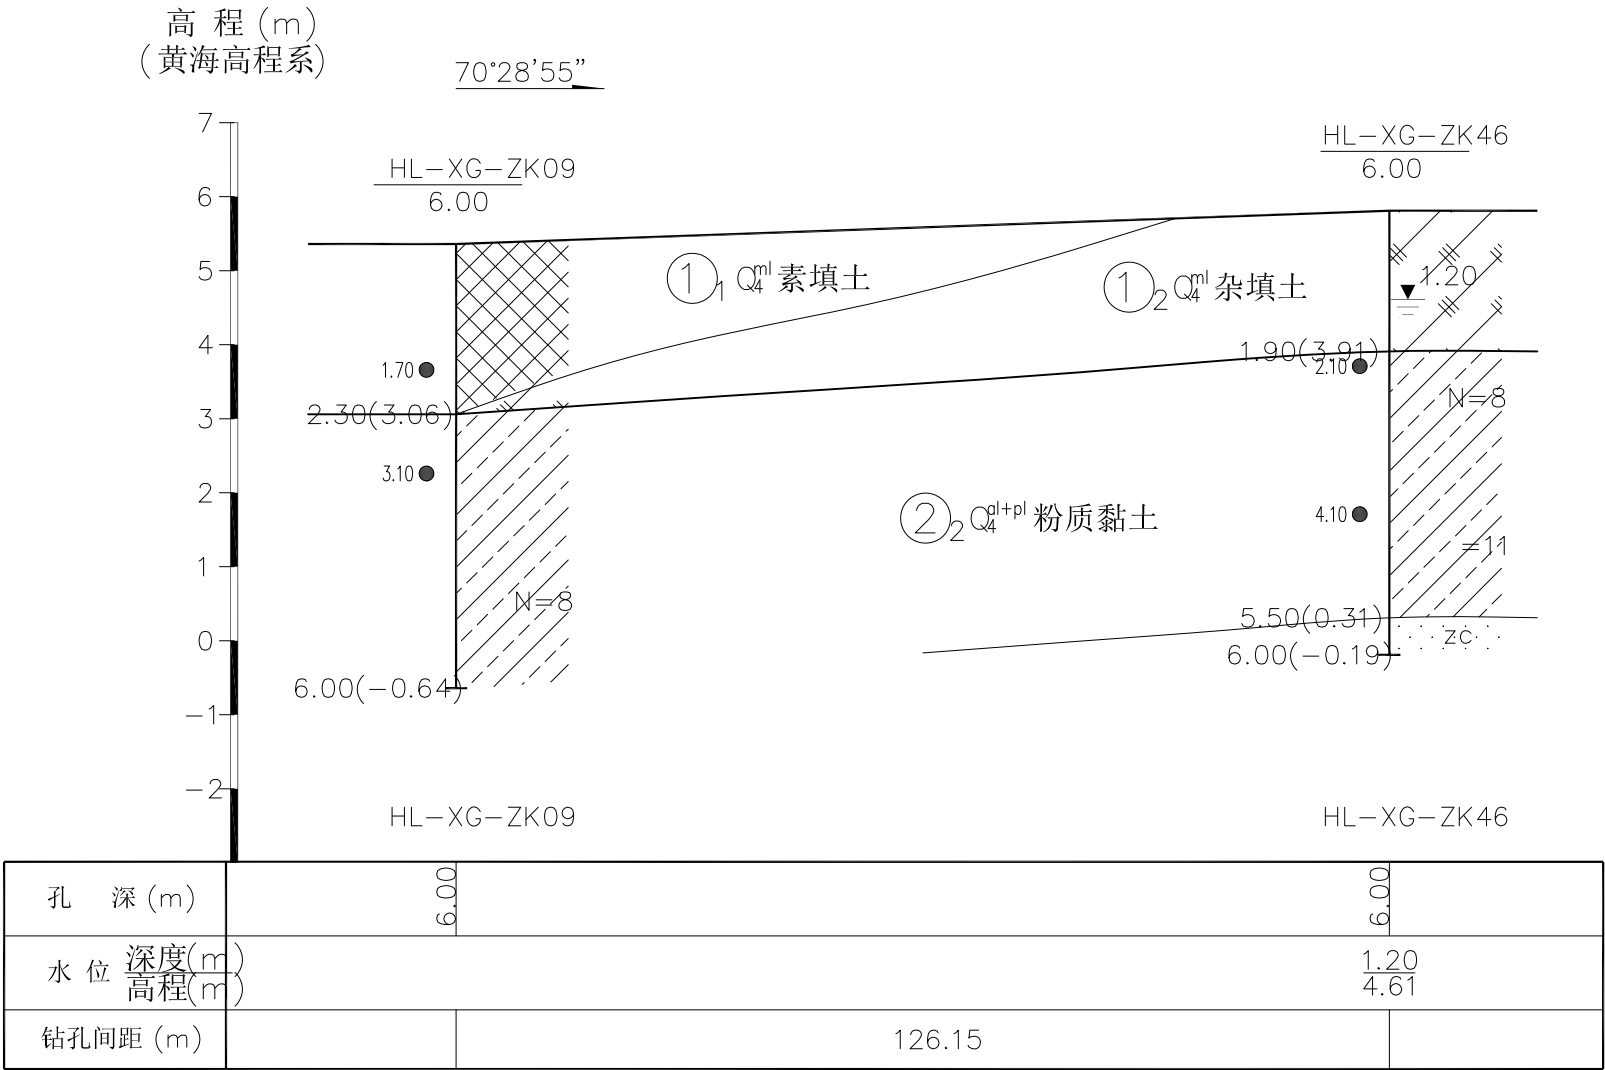 高 程 (m)
(黄海高程系)
70°28'55"
7
6
5
4
3
2
1
0
-1
-2
HL-XG-ZK09
6.00
HL-XG-ZK46
6.00
①1 Q4ml 素填土
①2 Q4ml 杂填土
1.20
1.70
1.90(3.91)
2.10
2.30(3.06)
N=8
3.10
②2 Q4al+pl 粉质黏土
4.10
=11
N=8
5.50(0.31)
zc
6.00(-0.19)
6.00(-0.64)
HL-XG-ZK09
HL-XG-ZK46
孔 深 (m)
6.00
6.00
水 位 深度(m)
高程(m)
1.20
4.61
钻孔间距 (m)
126.15